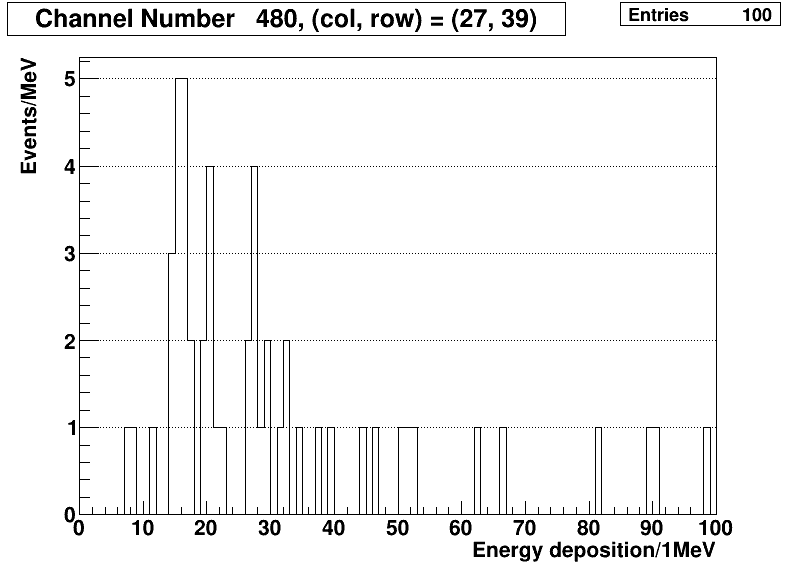 Channel Number 480, (col, row) = (27, 39)
Entries 100
Events/MeV
5
4
3
2
1
0
0 10 20 30 40 50 60 70 80 90 100
Energy deposition/1MeV